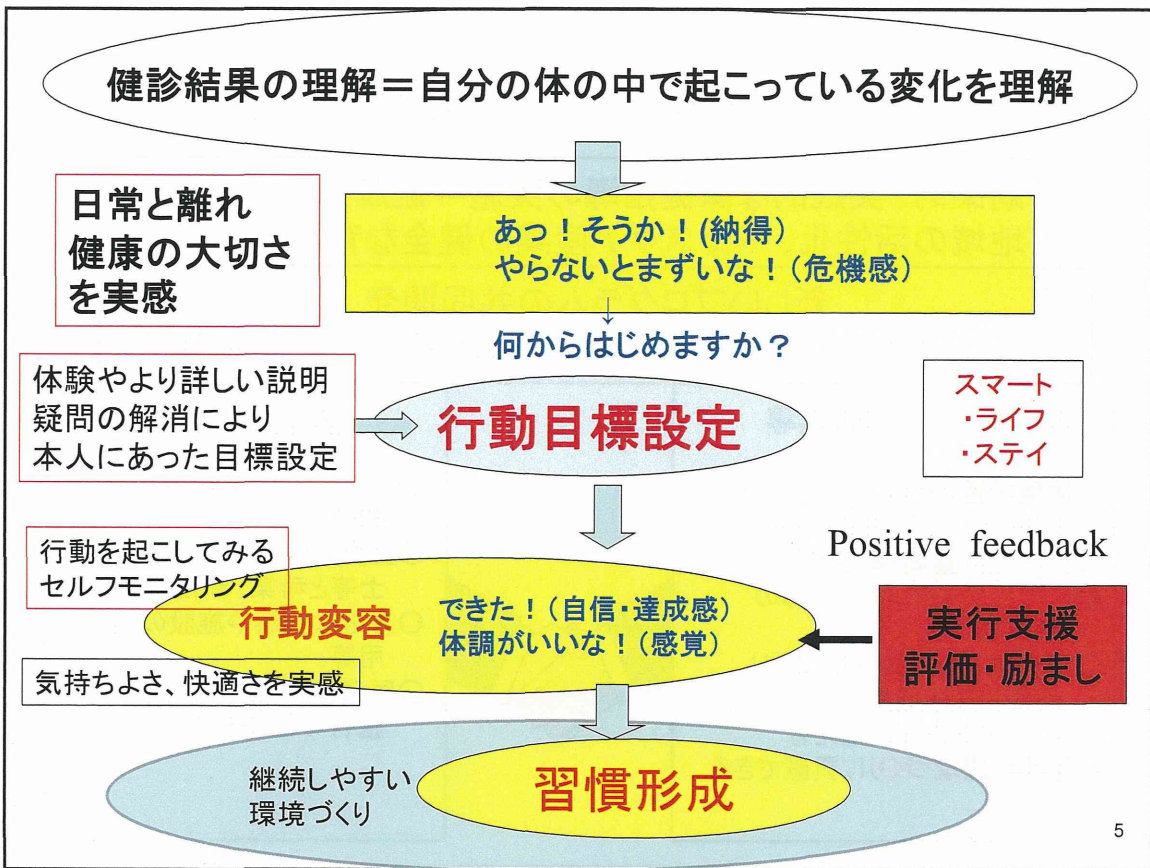 健診結果の理解＝自分の体の中で起こっている変化を理解
日常と離れ
健康の大切さ
を実感
あっ！そうか！(納得)
やらないとまずいな！（危機感）
↓
何からはじめますか？
体験やより詳しい説明
疑問の解消により
本人にあった目標設定
行動目標設定
スマート
・ライフ
・ステイ
行動を起こしてみる
セルフモニタリング
Positive feedback
行動変容
できた！（自信・達成感）
体調がいいな！（感覚）
実行支援
評価・励まし
気持ちよさ、快適さを実感
継続しやすい
環境づくり
習慣形成
5